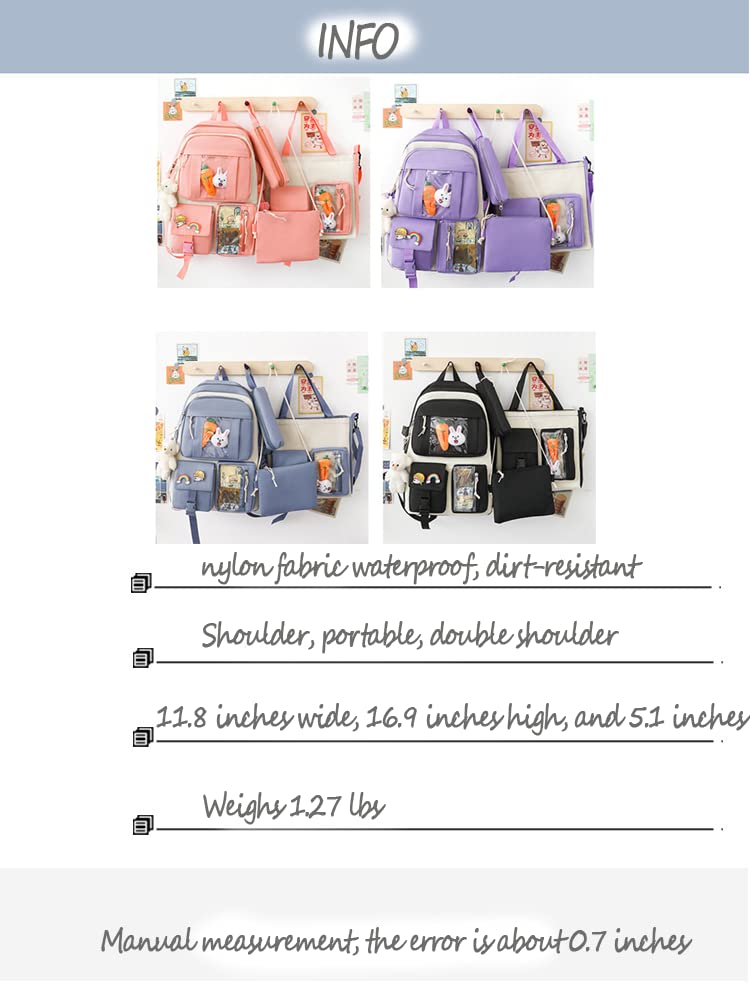 INFO
nylon fabric waterproof, dirt-resistant
Shoulder, portable, double shoulder
11.8 inches wide, 16.9 inches high, and 5.1 inches
Weighs 1.27 lbs
Manual measurement, the error is about 0.7 inches